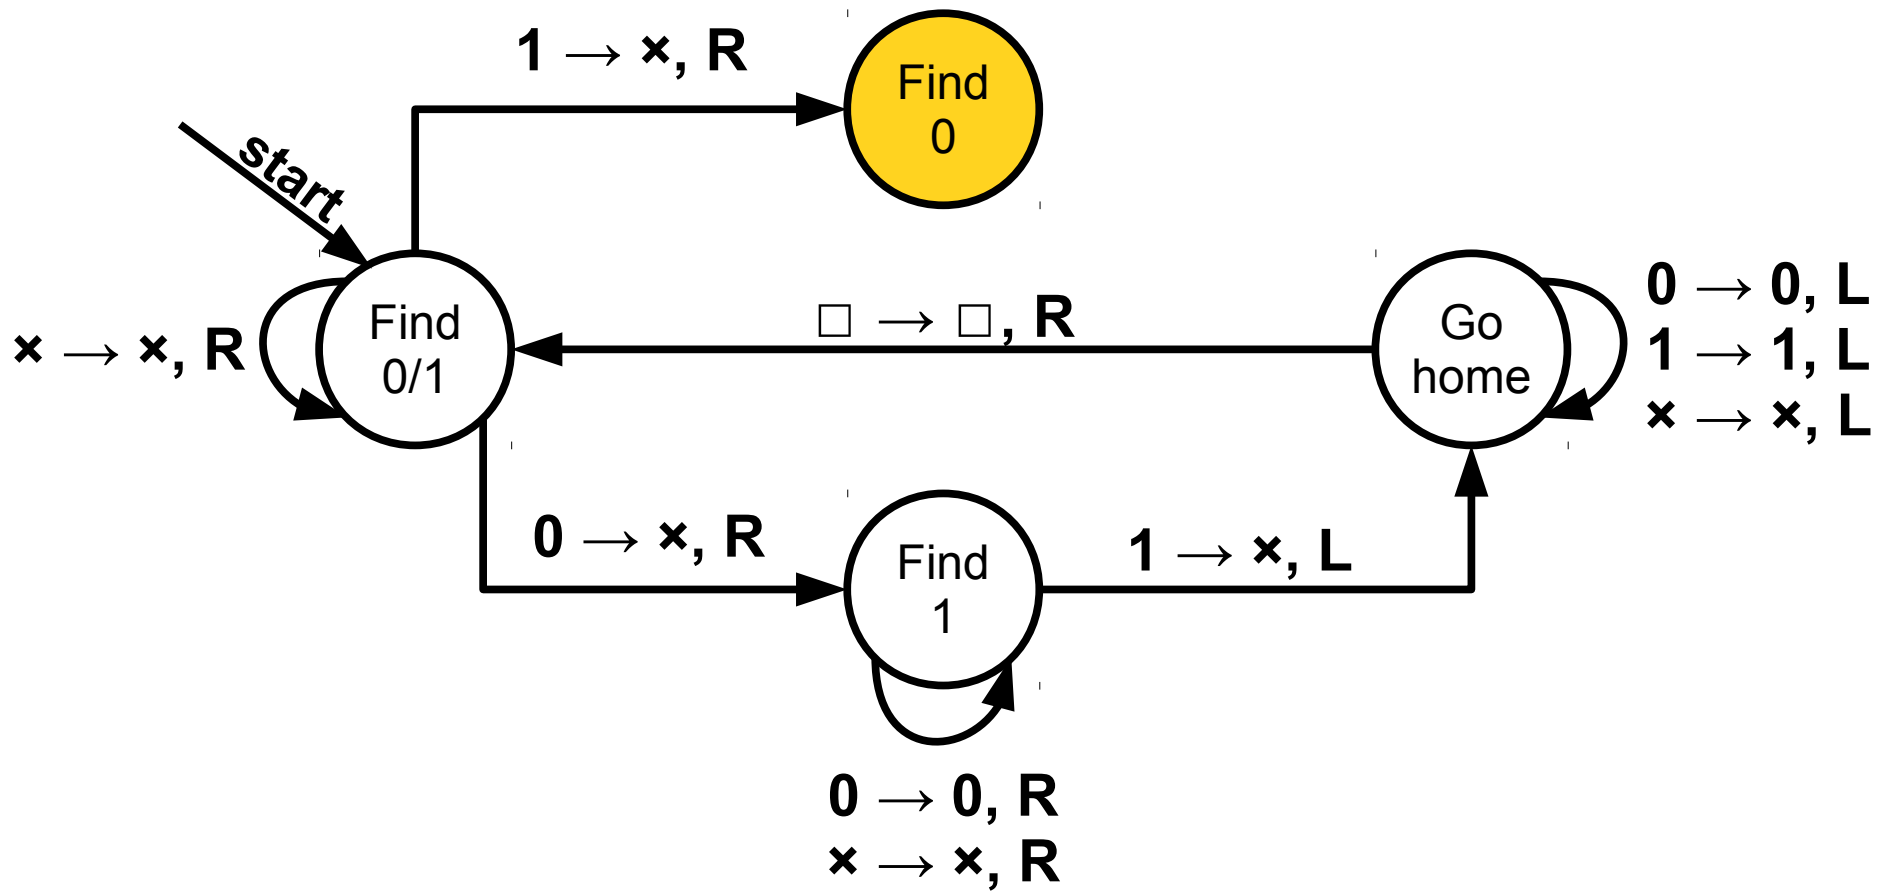 1 → ×, R
Find
0
start
Find
0/1
× → ×, R
□ → □, R
Go
home
0 → 0, L
1 → 1, L
× → ×, L
0 → ×, R
Find
1
1 → ×, L
0 → 0, R
× → ×, R